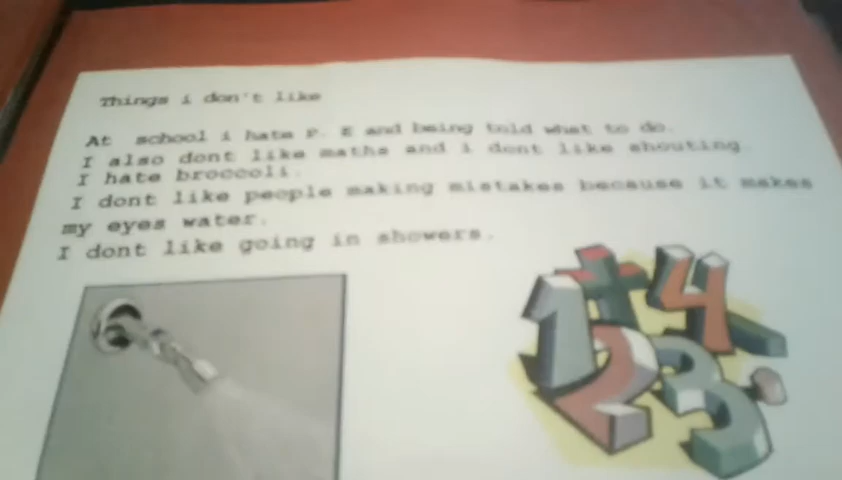 Things i don't like
At school i hate P. E and being told what to do.
I also dont like maths and i dont like shouting
I hate broccoli.
I dont like people making mistakes because it makes
my eyes water.
I dont like going in showers.
1 + 4
2 3